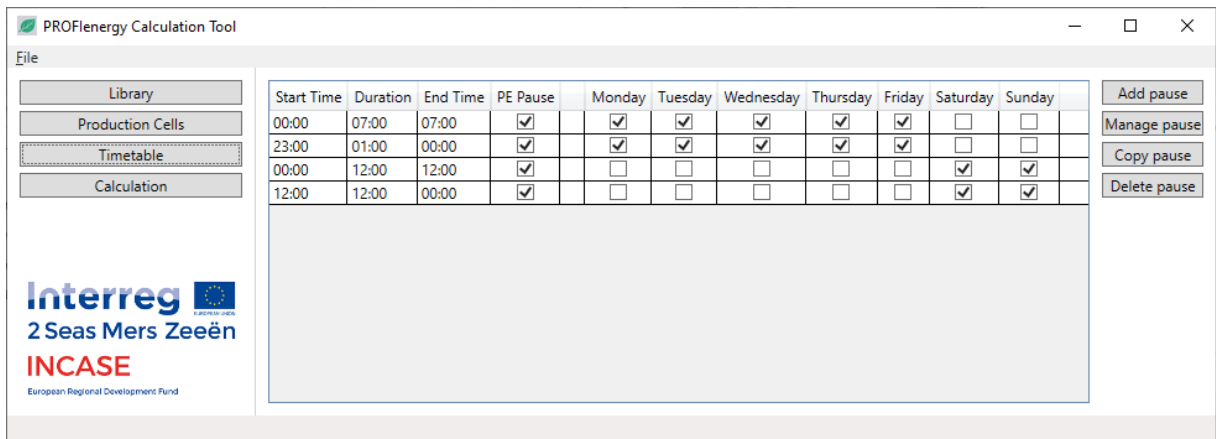 PROFIenergy Calculation Tool
File
Library
Production Cells
Timetable
Calculation
Start Time Duration End Time PE Pause Monday Tuesday Wednesday Thursday Friday Saturday Sunday
00:00 07:00 07:00
23:00 01:00 00:00
00:00 12:00 12:00
12:00 12:00 00:00
Add pause
Manage pause
Copy pause
Delete pause
Interreg
EUROPEAN UNION
2 Seas Mers Zeeën
INCASE
European Regional Development Fund